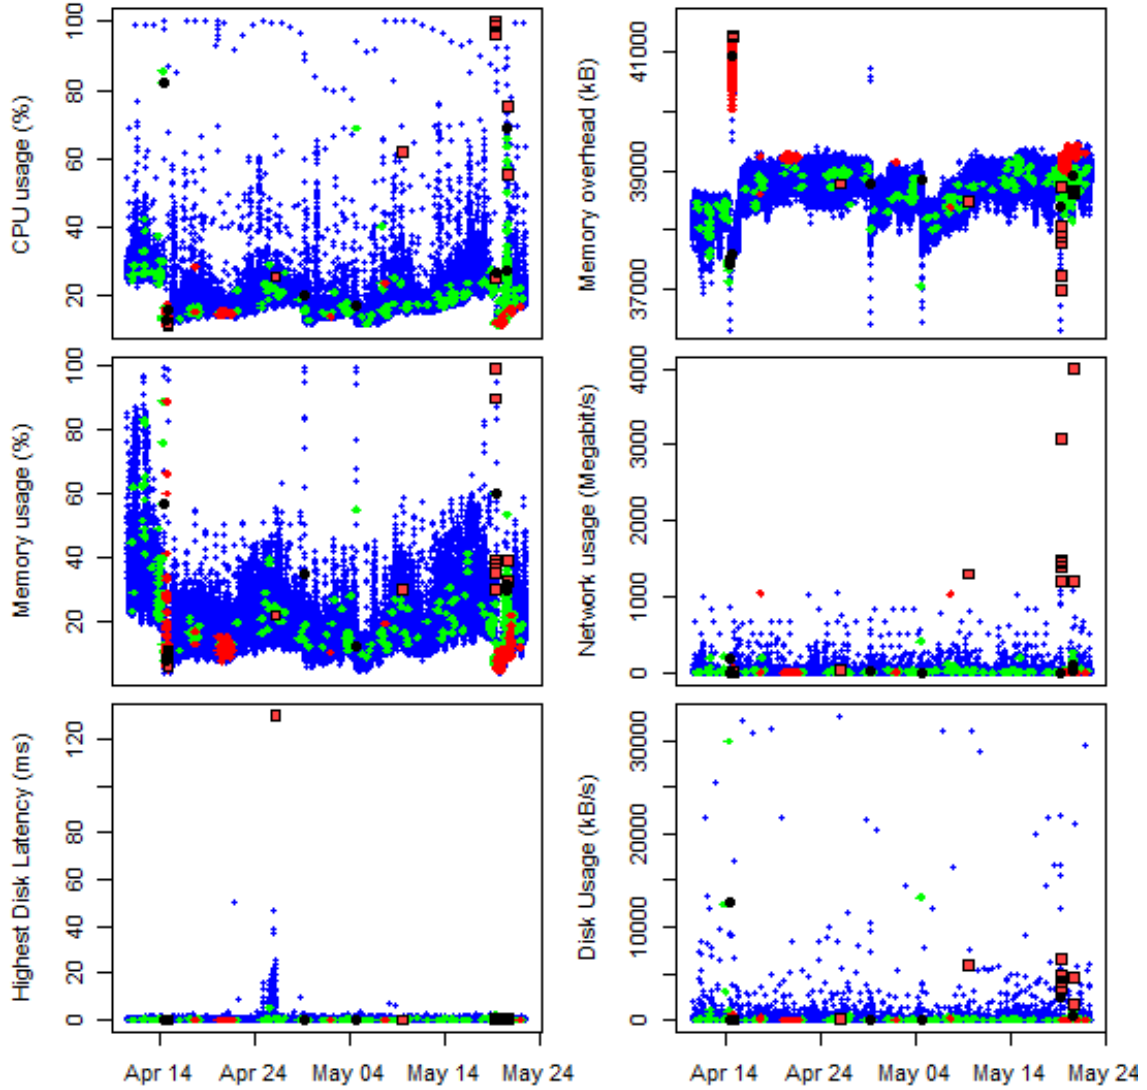 CPU usage (%)
20 40 60 80 100
Memory overhead (kB)
37000 39000 41000
Memory usage (%)
20 40 60 80 100
Network usage (Megabit/s)
0 1000 2000 3000 4000
Highest Disk Latency (ms)
0 20 40 60 80 120
Disk Usage (kB/s)
0 10000 20000 30000
Apr 14 Apr 24 May 04 May 14 May 24
Apr 14 Apr 24 May 04 May 14 May 24